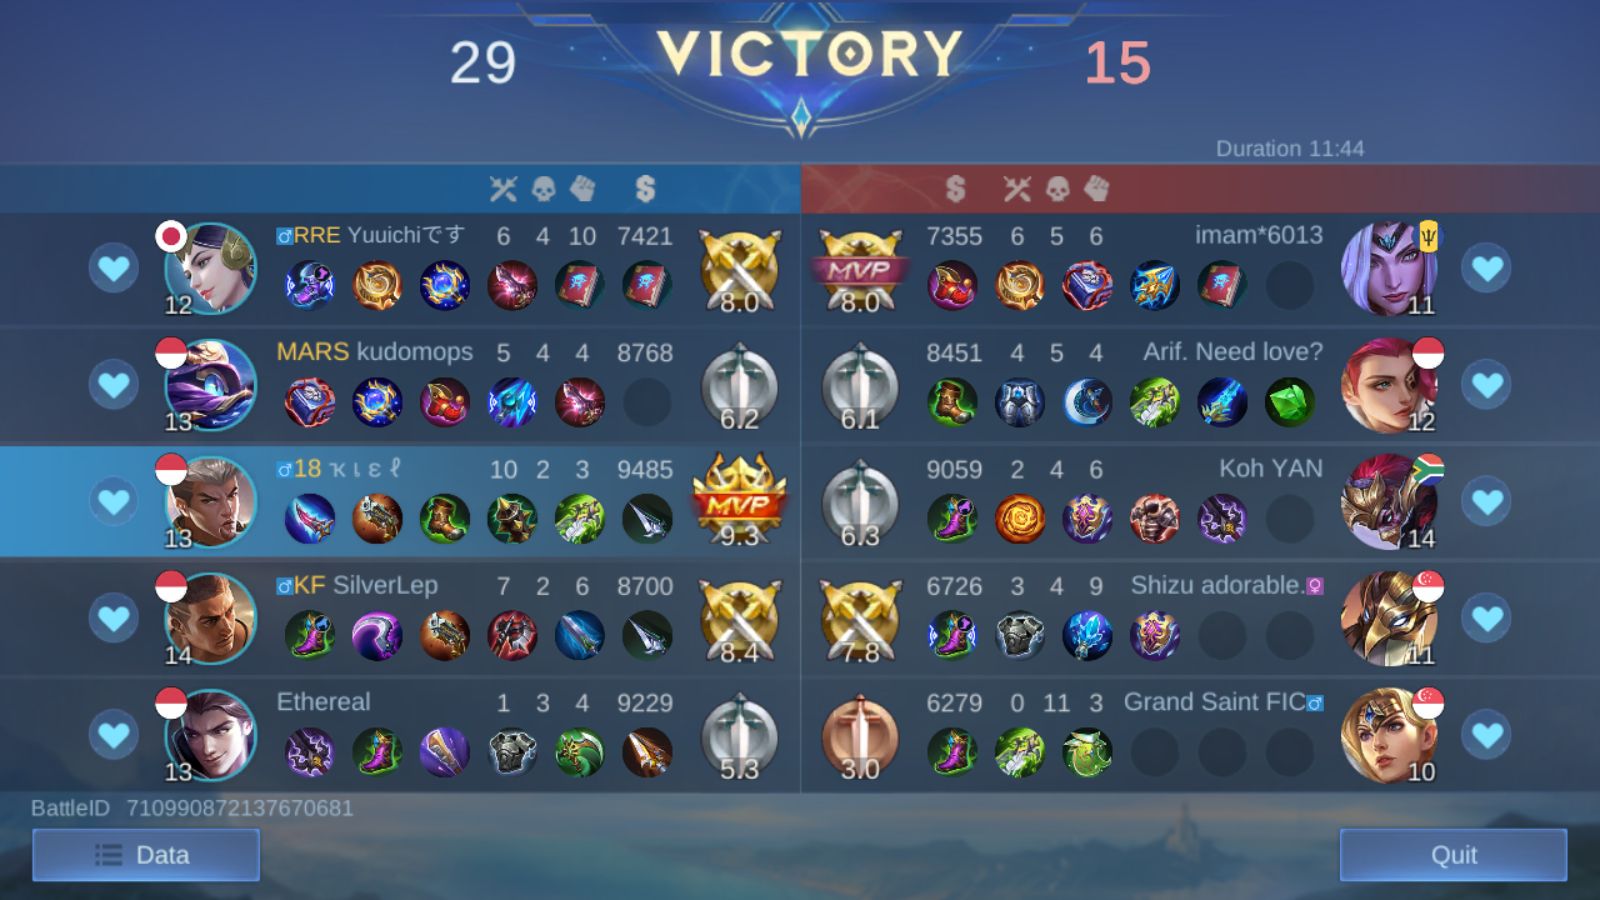 29 VICTORY 15
Duration 11:44
♂RRE Yuuichiです 6 4 10 7421
12 8.0
MVP 8.0 7355 6 5 6 imam*6013
11
MARS kudomops 5 4 4 8768
13 6.2
8451 4 5 4 Arif. Need love?
6.1 12
♂18 ҡ ι ε ℓ 10 2 3 9485
13 MVP 9.3
9059 2 4 6 Koh YAN
6.3 14
♂KF SilverLep 7 2 6 8700
14 8.4
6726 3 4 9 Shizu adorable.♀
7.8 11
Ethereal 1 3 4 9229
13 5.3
6279 0 11 3 Grand Saint FIC♂
3.0 10
BattleID 710990872137670681
Data
Quit